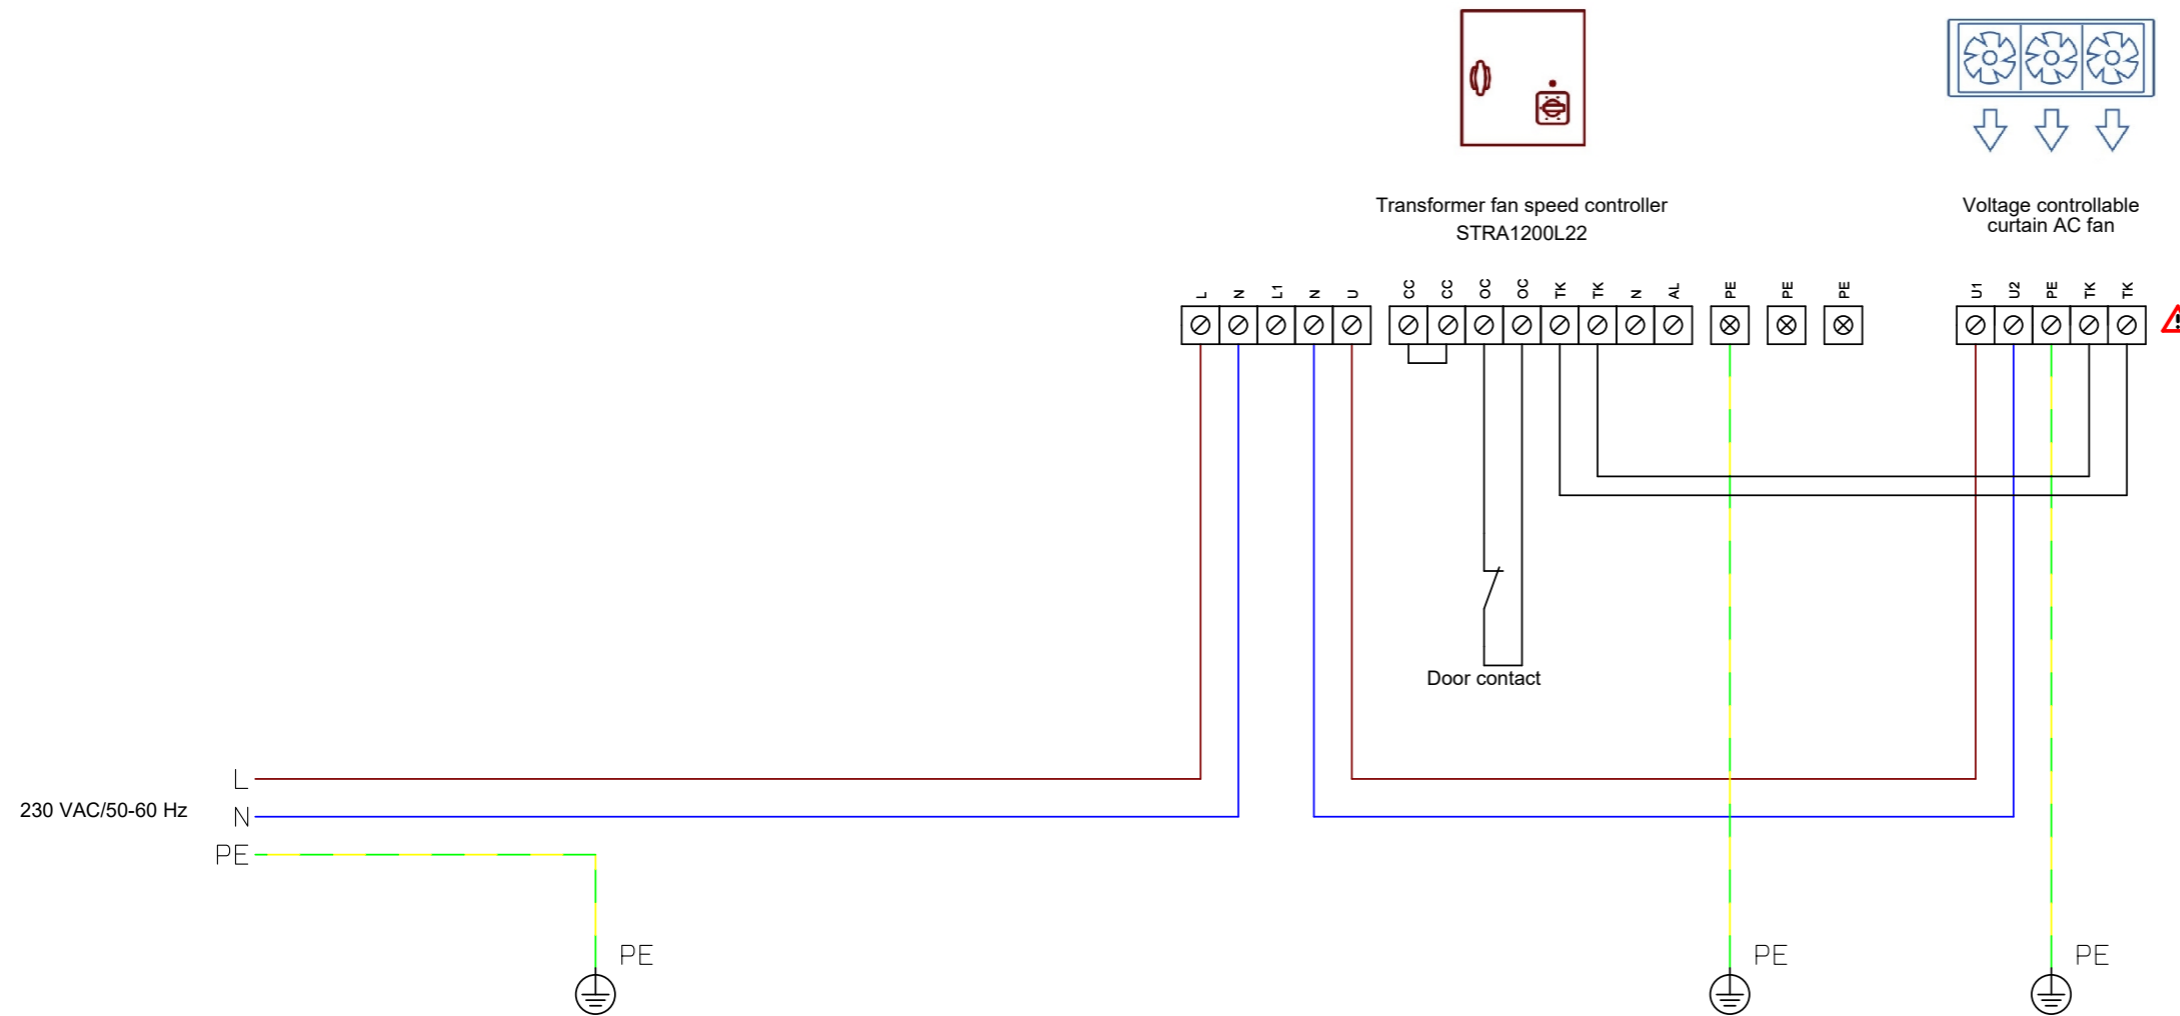 Transformer fan speed controller
STRA1200L22
Voltage controllable
curtain AC fan
L N L1 N U CC CC OC OC TK TK N AL PE PE PE U1 U2 PE TK TK
Door contact
L
230 VAC/50-60 Hz N
PE
PE PE PE